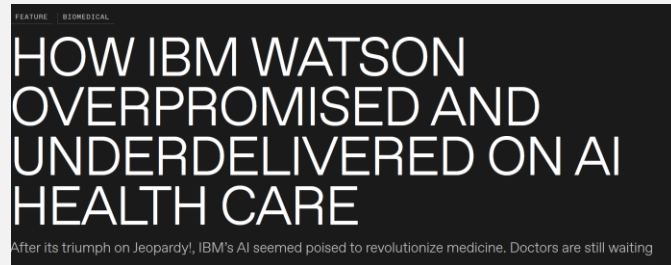 FEATURE BIOMEDICAL
HOW IBM WATSON
OVERPROMISED AND
UNDERDELIVERED ON AI
HEALTH CARE
After its triumph on Jeopardy!, IBM's AI seemed poised to revolutionize medicine. Doctors are still waiting